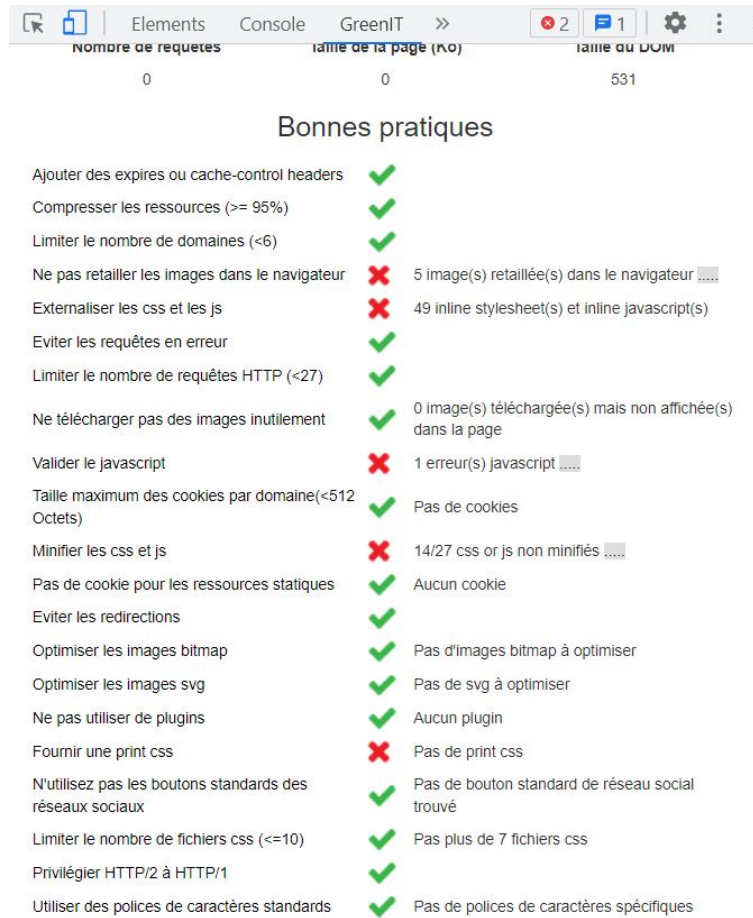 Elements Console GreenIT » 2 1
Nombre de requêtes Taille de la page (Ko) Taille du DOM
0 0 531
Bonnes pratiques
Ajouter des expires ou cache-control headers
Compresser les ressources (>= 95%)
Limiter le nombre de domaines (<6)
Ne pas retailler les images dans le navigateur 5 image(s) retaillée(s) dans le navigateur .....
Externaliser les css et les js 49 inline stylesheet(s) et inline javascript(s)
Eviter les requêtes en erreur
Limiter le nombre de requêtes HTTP (<27)
Ne télécharger pas des images inutilement 0 image(s) téléchargée(s) mais non affichée(s)
dans la page
Valider le javascript 1 erreur(s) javascript .....
Taille maximum des cookies par domaine(<512
Octets) Pas de cookies
Minifier les css et js 14/27 css or js non minifiés .....
Pas de cookie pour les ressources statiques Aucun cookie
Eviter les redirections
Optimiser les images bitmap Pas d'images bitmap à optimiser
Optimiser les images svg Pas de svg à optimiser
Ne pas utiliser de plugins Aucun plugin
Fournir une print css Pas de print css
N'utilisez pas les boutons standards des
réseaux sociaux
Pas de bouton standard de réseau social
trouvé
Limiter le nombre de fichiers css (<=10) Pas plus de 7 fichiers css
Privilégier HTTP/2 à HTTP/1
Utiliser des polices de caractères standards Pas de polices de caractères spécifiques